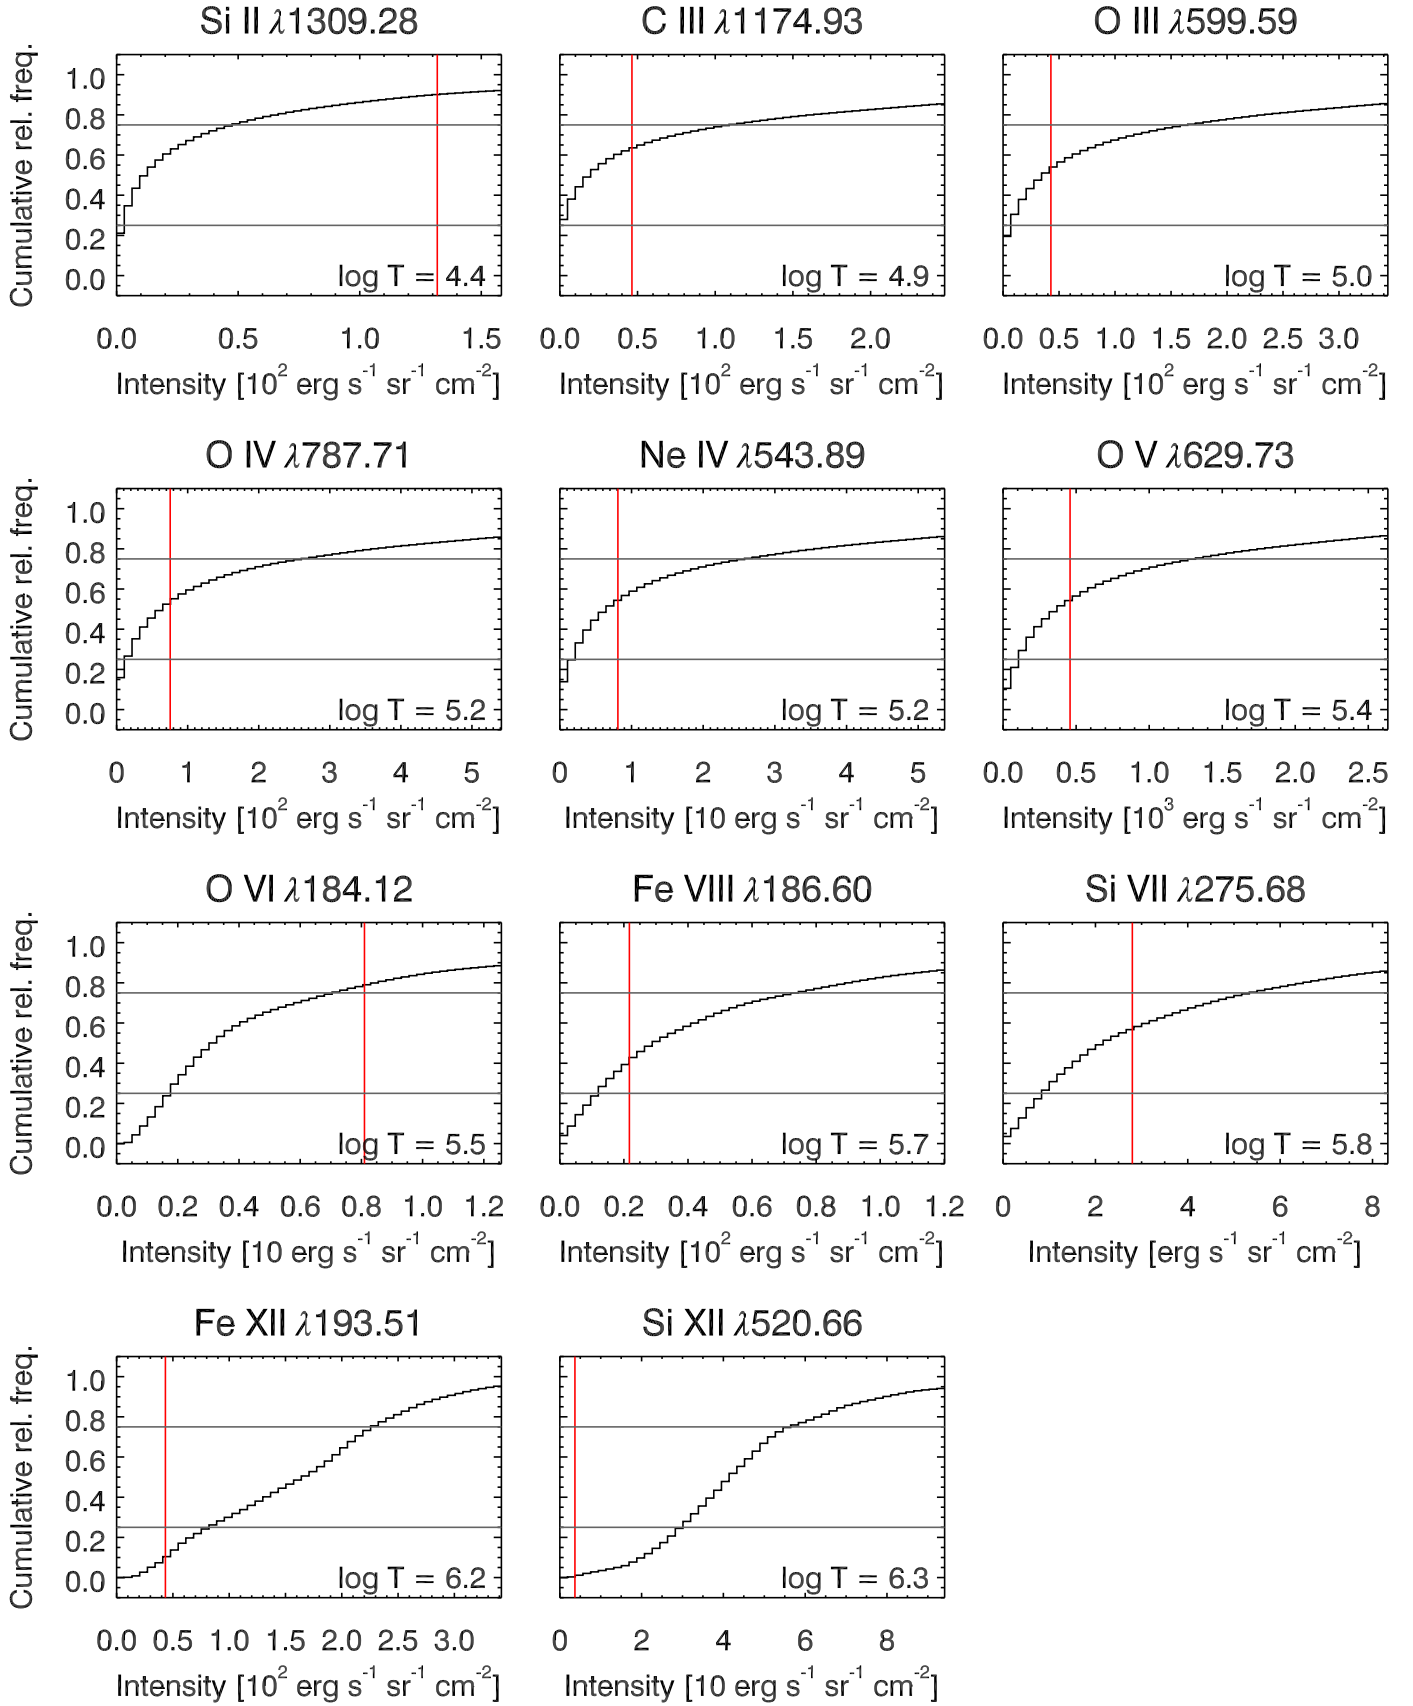 Si II λ1309.28 C III λ1174.93 O III λ599.59
Cumulative rel. freq.
1.0
0.8
0.6
0.4
0.2
0.0
log T = 4.4 log T = 4.9 log T = 5.0
0.0 0.5 1.0 1.5 0.0 0.5 1.0 1.5 2.0 0.0 0.5 1.0 1.5 2.0 2.5 3.0
Intensity [10² erg s⁻¹ sr⁻¹ cm⁻²] Intensity [10² erg s⁻¹ sr⁻¹ cm⁻²] Intensity [10² erg s⁻¹ sr⁻¹ cm⁻²]
O IV λ787.71 Ne IV λ543.89 O V λ629.73
Cumulative rel. freq.
1.0
0.8
0.6
0.4
0.2
0.0
log T = 5.2 log T = 5.2 log T = 5.4
0 1 2 3 4 5 0 1 2 3 4 5 0.0 0.5 1.0 1.5 2.0 2.5
Intensity [10² erg s⁻¹ sr⁻¹ cm⁻²] Intensity [10 erg s⁻¹ sr⁻¹ cm⁻²] Intensity [10³ erg s⁻¹ sr⁻¹ cm⁻²]
O VI λ184.12 Fe VIII λ186.60 Si VII λ275.68
Cumulative rel. freq.
1.0
0.8
0.6
0.4
0.2
0.0
log T = 5.5 log T = 5.7 log T = 5.8
0.0 0.2 0.4 0.6 0.8 1.0 1.2 0.0 0.2 0.4 0.6 0.8 1.0 1.2 0 2 4 6 8
Intensity [10 erg s⁻¹ sr⁻¹ cm⁻²] Intensity [10² erg s⁻¹ sr⁻¹ cm⁻²] Intensity [erg s⁻¹ sr⁻¹ cm⁻²]
Fe XII λ193.51 Si XII λ520.66
Cumulative rel. freq.
1.0
0.8
0.6
0.4
0.2
0.0
log T = 6.2 log T = 6.3
0.0 0.5 1.0 1.5 2.0 2.5 3.0 0 2 4 6 8
Intensity [10² erg s⁻¹ sr⁻¹ cm⁻²] Intensity [10 erg s⁻¹ sr⁻¹ cm⁻²]